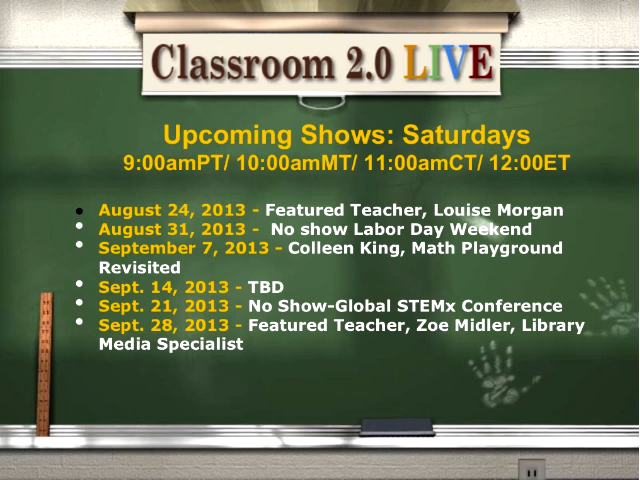 Classroom 2.0 LIVE
Upcoming Shows: Saturdays
9:00amPT/ 10:00amMT/ 11:00amCT/ 12:00ET
• August 24, 2013 - Featured Teacher, Louise Morgan
• August 31, 2013 - No show Labor Day Weekend
• September 7, 2013 - Colleen King, Math Playground
Revisited
• Sept. 14, 2013 - TBD
• Sept. 21, 2013 - No Show-Global STEMx Conference
• Sept. 28, 2013 - Featured Teacher, Zoe Midler, Library
Media Specialist